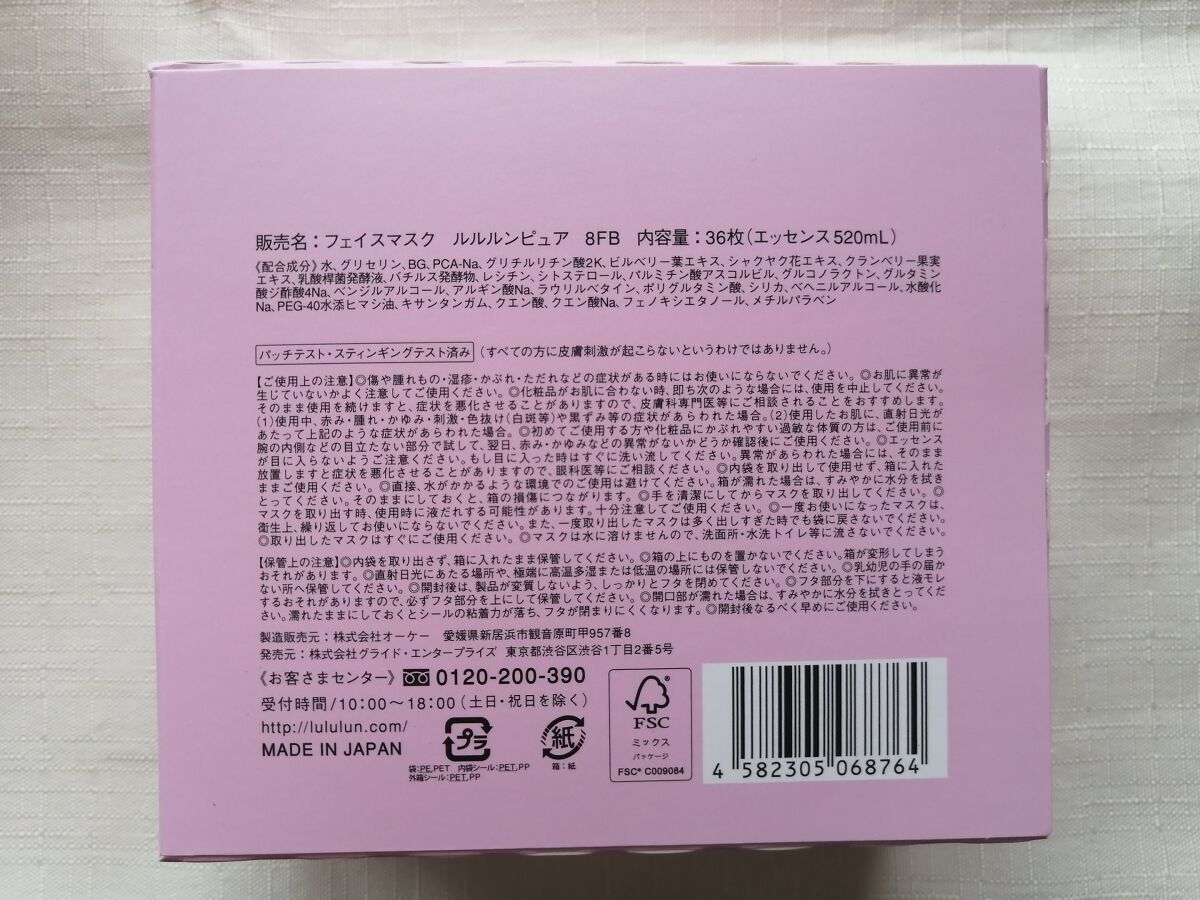 販売名：フェイスマスク ルルルンピュア 8FB 内容量：36枚（エッセンス520mL）
《配合成分》水、グリセリン、BG、PCA-Na、グリチルリチン酸2K、ビルベリー葉エキス、シャクヤク花エキス、クランベリー果実
エキス、乳酸桿菌発酵液、バチルス発酵物、レシチン、シトステロール、パルミチン酸アスコルビル、グルコノラクトン、グルタミン
酸ジ酢酸4Na、ベンジルアルコール、アルギン酸Na、ラウリルベタイン、ポリグルタミン酸、シリカ、ベヘニルアルコール、水酸化
Na、PEG-40水添ヒマシ油、キサンタンガム、クエン酸、クエン酸Na、フェノキシエタノール、メチルパラベン
パッチテスト・スティンギングテスト済み（すべての方に皮膚刺激が起こらないというわけではありません。）
【ご使用上の注意】◎傷や腫れもの・湿疹・かぶれ・ただれなどの症状がある時にはお使いにならないでください。◎お肌に異常が
生じていないかよく注意してご使用ください。◎化粧品がお肌に合わない時、即ち次のような場合には、使用を中止してください。
そのまま使用を続けますと、症状を悪化させることがありますので、皮膚科専門医等にご相談されることをおすすめします。
（1）使用中、赤み・腫れ・かゆみ・刺激・色抜け（白斑等）や黒ずみ等の症状があらわれた場合。（2）使用したお肌に、直射日光が
あたって上記のような症状があらわれた場合。◎初めてご使用する方や化粧品にかぶれやすい過敏な体質の方は、ご使用前に
腕の内側などの目立たない部分で試して、翌日、赤み・かゆみなどの異常がないかどうか確認後にご使用ください。◎エッセンス
が目に入らないようご注意ください。もし目に入った時はすぐに洗い流してください。異常があらわれた場合には、そのまま
放置しますと症状を悪化させることがありますので、眼科医等にご相談ください。◎内袋を取り出して使用せず、箱に入れた
ままご使用ください。◎直接、水がかかるような環境でのご使用は避けてください。箱が濡れた場合は、すみやかに水分を拭き
とってください。そのままにしておくと、箱の損傷につながります。◎手を清潔にしてからマスクを取り出してください。◎
マスクを取り出す時、使用時に液だれする可能性があります。十分注意してご使用ください。◎一度お使いになったマスクは、
衛生上、繰り返してお使いにならないでください。また、一度取り出したマスクは多く出しすぎた時でも袋に戻さないでください。
◎取り出したマスクはすぐにご使用ください。◎マスクは水に溶けませんので、洗面所・水洗トイレ等に流さないでください。
【保管上の注意】◎内袋を取り出さず、箱に入れたまま保管してください。◎箱の上にものを置かないでください。箱が変形してしまう
おそれがあります。◎直射日光にあたる場所や、極端に高温多湿または低温の場所には保管しないでください。◎乳幼児の手の届か
ない所へ保管してください。◎開封後は、製品が変質しないよう、しっかりとフタを閉めてください。◎フタ部分を下にすると液モレ
するおそれがありますので、必ずフタ部分を上にして保管してください。◎開口部が濡れた場合は、すみやかに水分を拭きとってくだ
さい。濡れたままにしておくとシールの粘着力が落ち、フタが閉まりにくくなります。◎開封後なるべく早めにご使用ください。
製造販売元：株式会社オーケー 愛媛県新居浜市観音原町甲957番8
発売元：株式会社グライド・エンタープライズ 東京都渋谷区渋谷1丁目2番5号
《お客さまセンター》 0120-200-390
受付時間/10:00～18:00（土日・祝日を除く）
http://lululun.com/
MADE IN JAPAN
プラ
袋：PE,PET 内袋シール：PET,PP
外箱シール：PET,PP
紙
箱：紙
FSC
ミックス
パッケージ
FSC® C009084
4 582305 068764